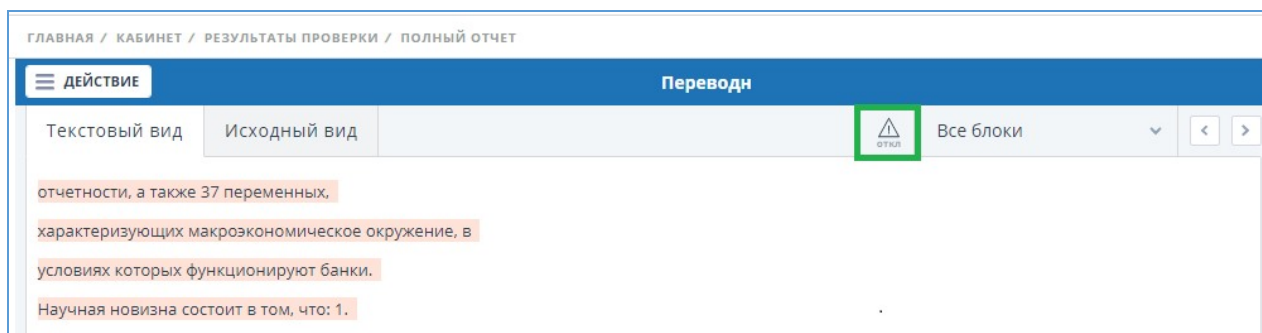 ГЛАВНАЯ / КАБИНЕТ / РЕЗУЛЬТАТЫ ПРОВЕРКИ / ПОЛНЫЙ ОТЧЕТ
ДЕЙСТВИЕ
Переводн
Текстовый вид
Исходный вид
ОТКЛ
Все блоки
отчетности, а также 37 переменных,
характеризующих макроэкономическое окружение, в
условиях которых функционируют банки.
Научная новизна состоит в том, что: 1.